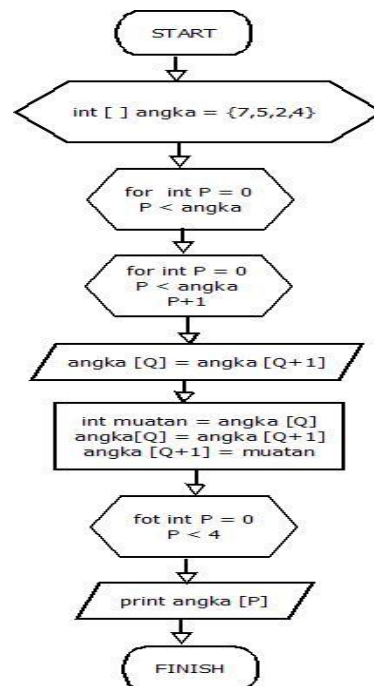 START
int [ ] angka = {7,5,2,4}
for int P = 0
P < angka
for int P = 0
P < angka
P+1
angka [Q] = angka [Q+1]
int muatan = angka [Q]
angka[Q] = angka [Q+1]
angka [Q+1] = muatan
fot int P = 0
P < 4
print angka [P]
FINISH